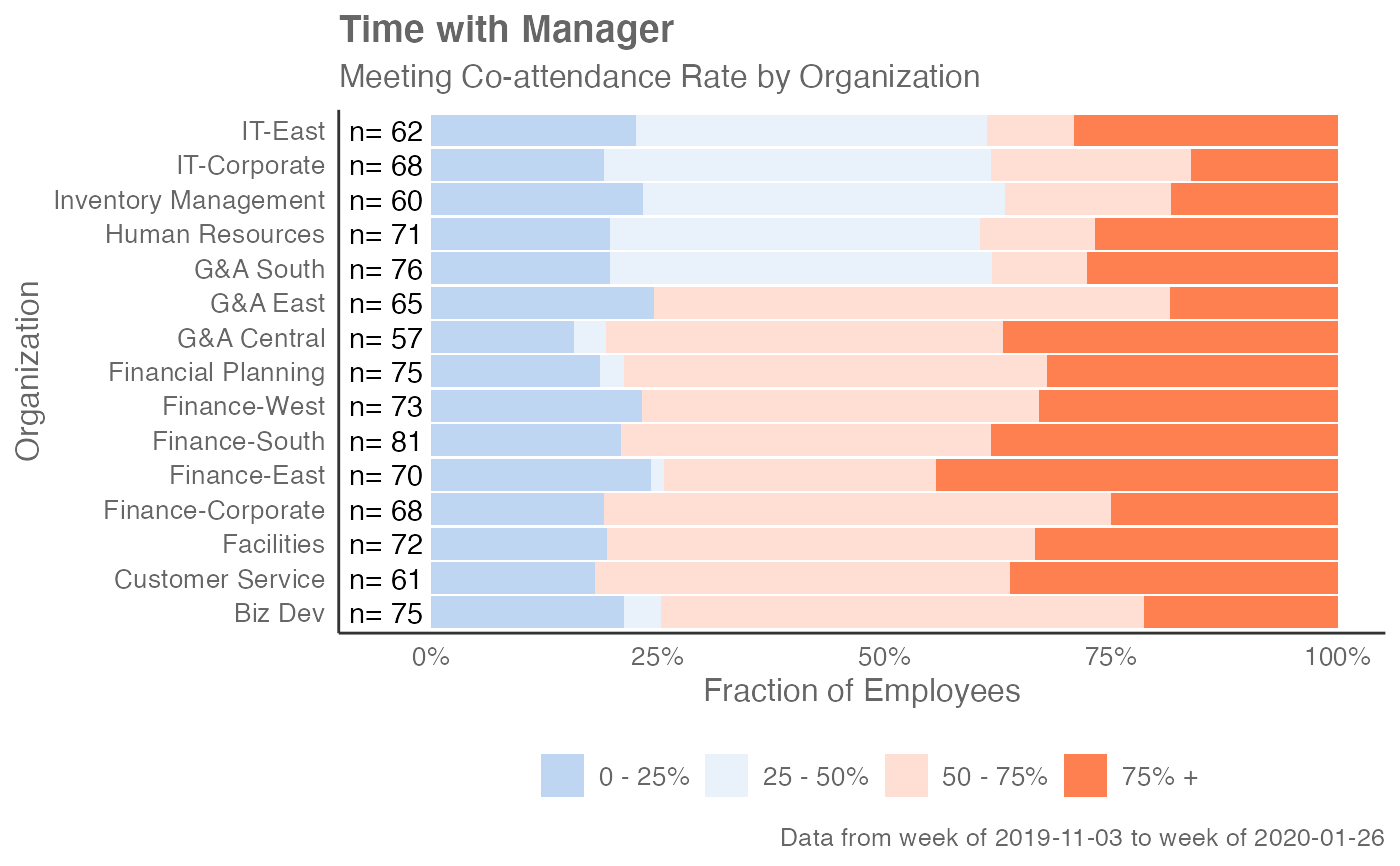 Time with Manager
Meeting Co-attendance Rate by Organization
Organization
IT-East n= 62
IT-Corporate n= 68
Inventory Management n= 60
Human Resources n= 71
G&A South n= 76
G&A East n= 65
G&A Central n= 57
Financial Planning n= 75
Finance-West n= 73
Finance-South n= 81
Finance-East n= 70
Finance-Corporate n= 68
Facilities n= 72
Customer Service n= 61
Biz Dev n= 75
0% 25% 50% 75% 100%
Fraction of Employees
0 - 25% 25 - 50% 50 - 75% 75% +
Data from week of 2019-11-03 to week of 2020-01-26